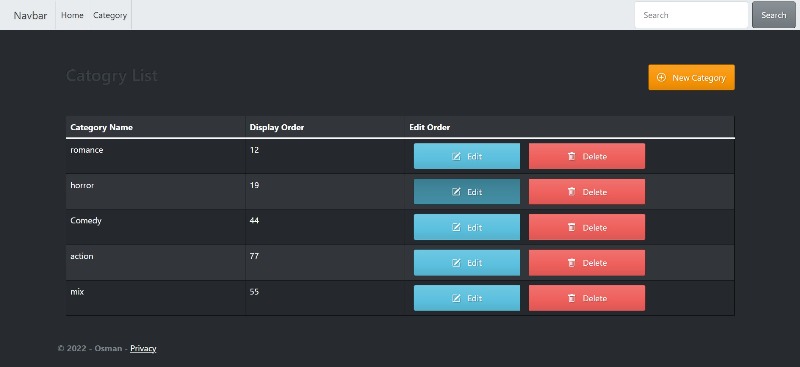 Navbar Home Category Search Search
Catogry List New Category
Category Name Display Order Edit Order
romance 12 Edit Delete
horror 19 Edit Delete
Comedy 44 Edit Delete
action 77 Edit Delete
mix 55 Edit Delete
© 2022 - Osman - Privacy